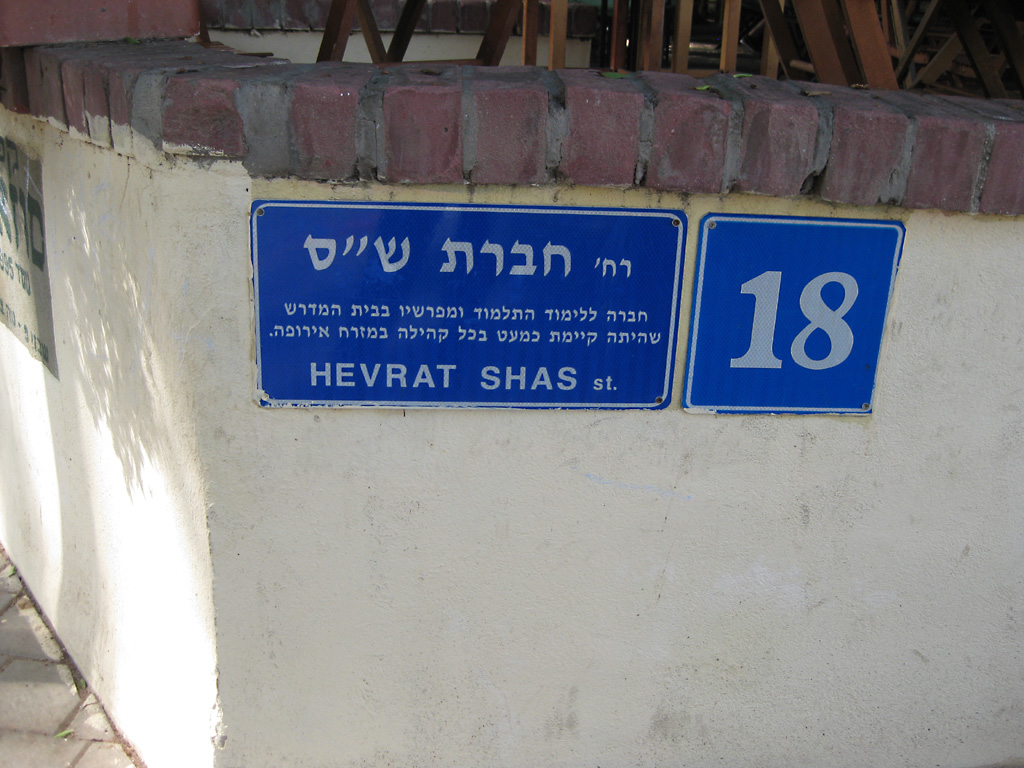 רח' חברת ש"ס
חברה ללימוד התלמוד ומפרשיו בבית המדרש
שהיתה קיימת כמעט בכל קהילה במזרח אירופה.
HEVRAT SHAS st.
18